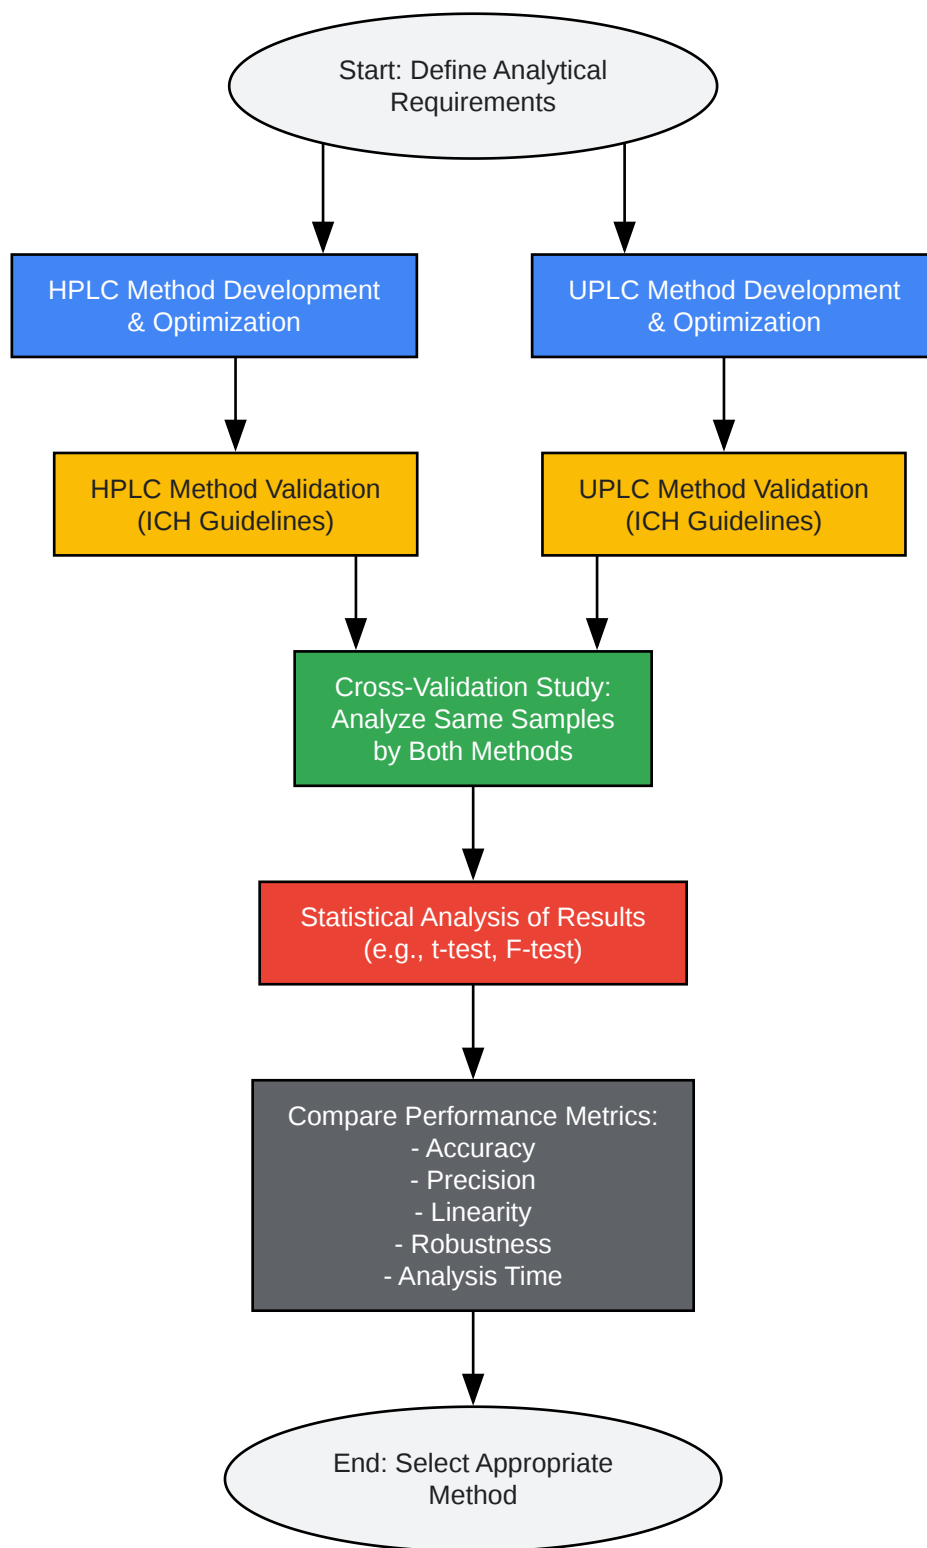 Start: Define Analytical
Requirements
HPLC Method Development
& Optimization
UPLC Method Development
& Optimization
HPLC Method Validation
(ICH Guidelines)
UPLC Method Validation
(ICH Guidelines)
Cross-Validation Study:
Analyze Same Samples
by Both Methods
Statistical Analysis of Results
(e.g., t-test, F-test)
Compare Performance Metrics:
- Accuracy
- Precision
- Linearity
- Robustness
- Analysis Time
End: Select Appropriate
Method